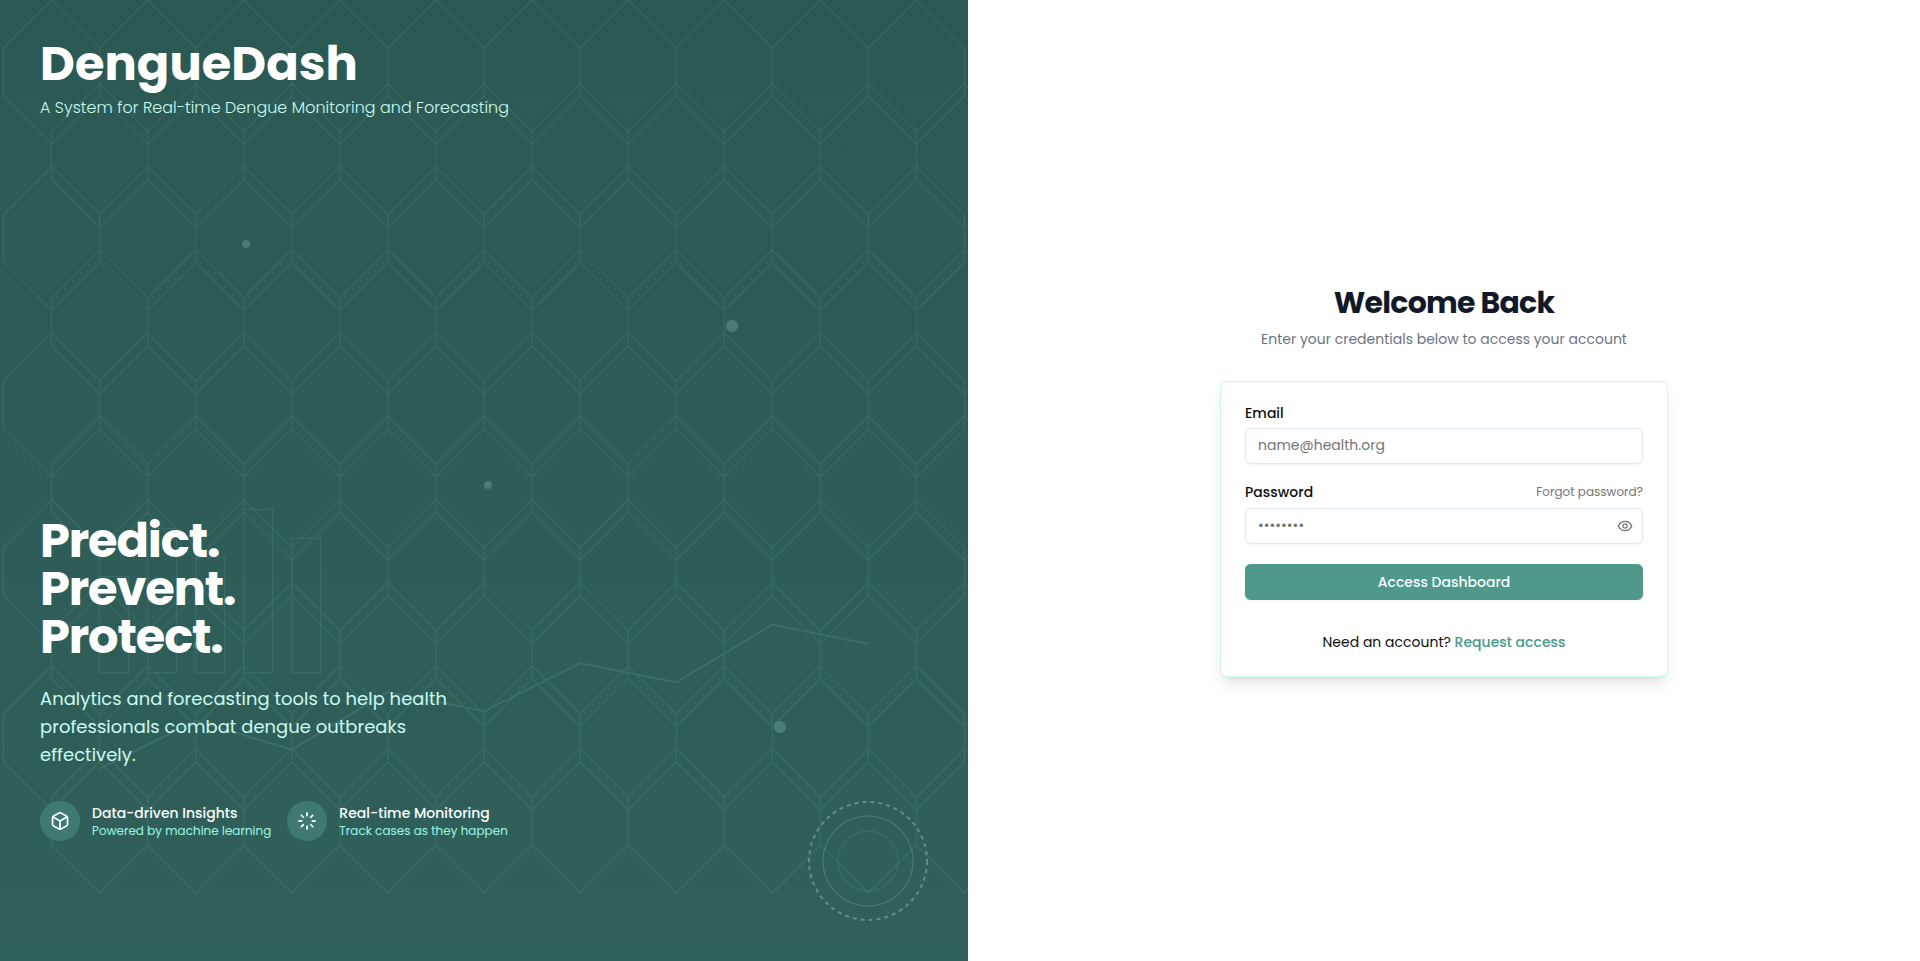 DengueDash
A System for Real-time Dengue Monitoring and Forecasting
Predict.
Prevent.
Protect.
Analytics and forecasting tools to help health
professionals combat dengue outbreaks
effectively.
Data-driven Insights
Powered by machine learning
Real-time Monitoring
Track cases as they happen
Welcome Back
Enter your credentials below to access your account
Email
name@health.org
Password
Forgot password?
••••••••
Access Dashboard
Need an account? Request access